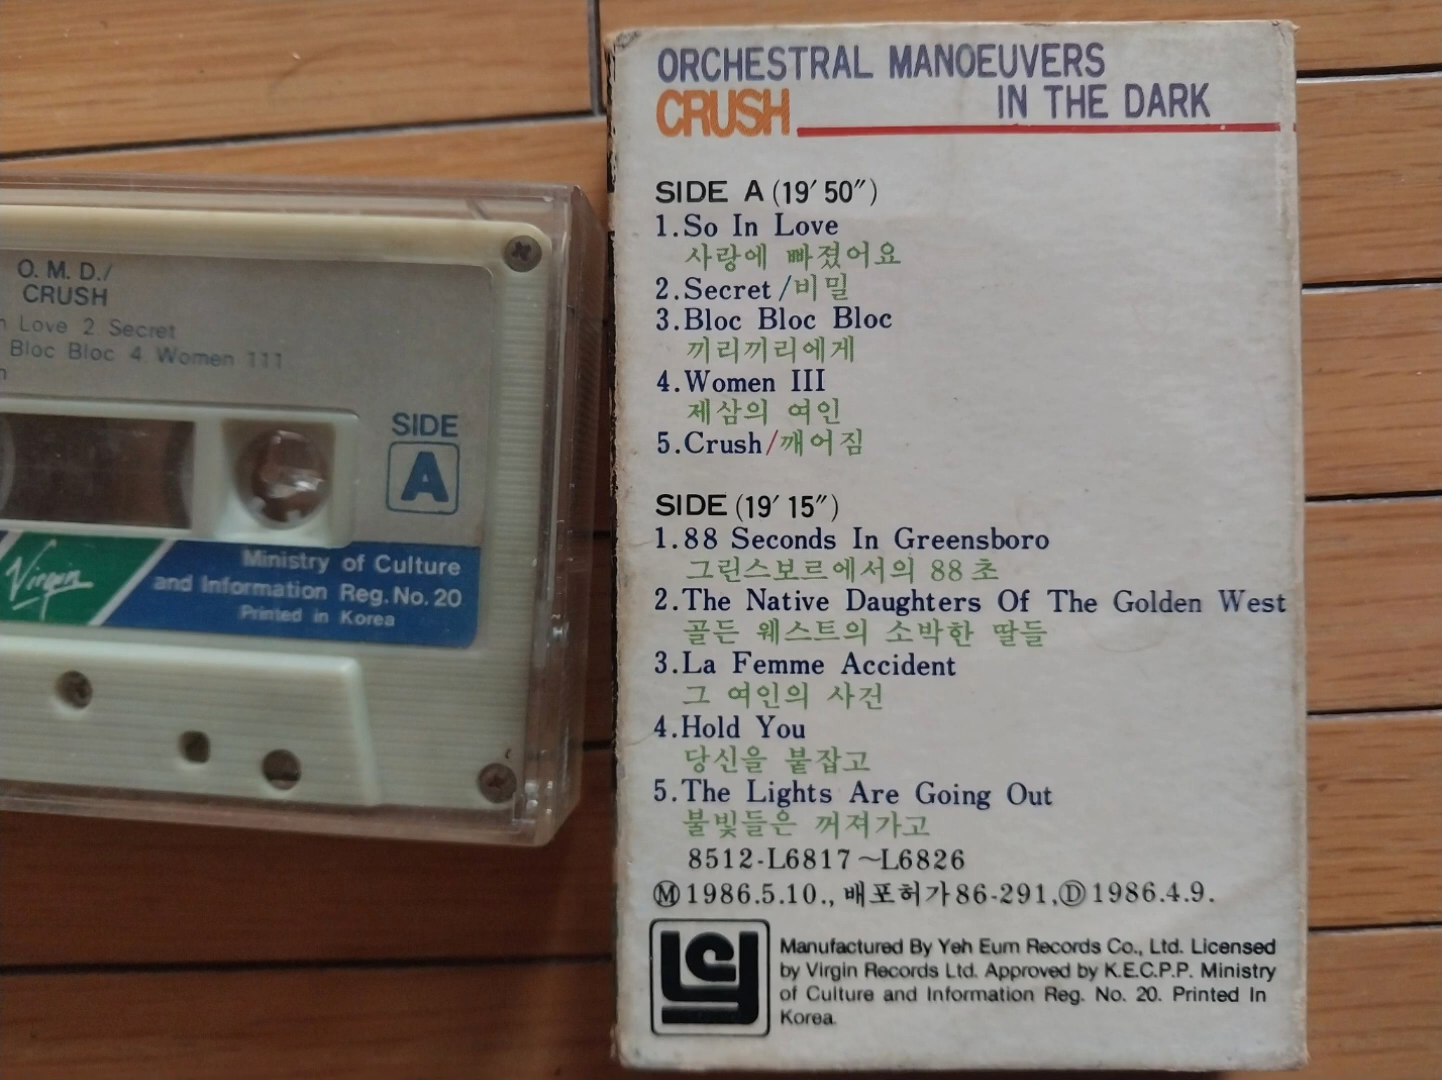 O. M. D./
CRUSH
Love 2. Secret
Bloc Bloc 4. Women 111
SIDE
A
Virgin
Ministry of Culture
and Information Reg. No. 20
Printed in Korea
ORCHESTRAL MANOEUVERS
IN THE DARK
CRUSH
SIDE A (19′ 50″)
1.So In Love
사랑에 빠졌어요
2.Secret/비밀
3.Bloc Bloc Bloc
끼리끼리에게
4.Women III
제삼의 여인
5.Crush/깨어짐
SIDE (19′ 15″)
1.88 Seconds In Greensboro
그린스보르에서의 88 초
2.The Native Daughters Of The Golden West
골든 웨스트의 소박한 딸들
3.La Femme Accident
그 여인의 사건
4.Hold You
당신을 붙잡고
5.The Lights Are Going Out
불빛들은 꺼져가고
8512-L6817~L6826
Ⓜ1986.5.10., 배포허가86-291,Ⓓ1986.4.9.
Manufactured By Yeh Eum Records Co., Ltd. Licensed
by Virgin Records Ltd. Approved by K.E.C.P.P. Ministry
of Culture and Information Reg. No. 20. Printed In
Korea.